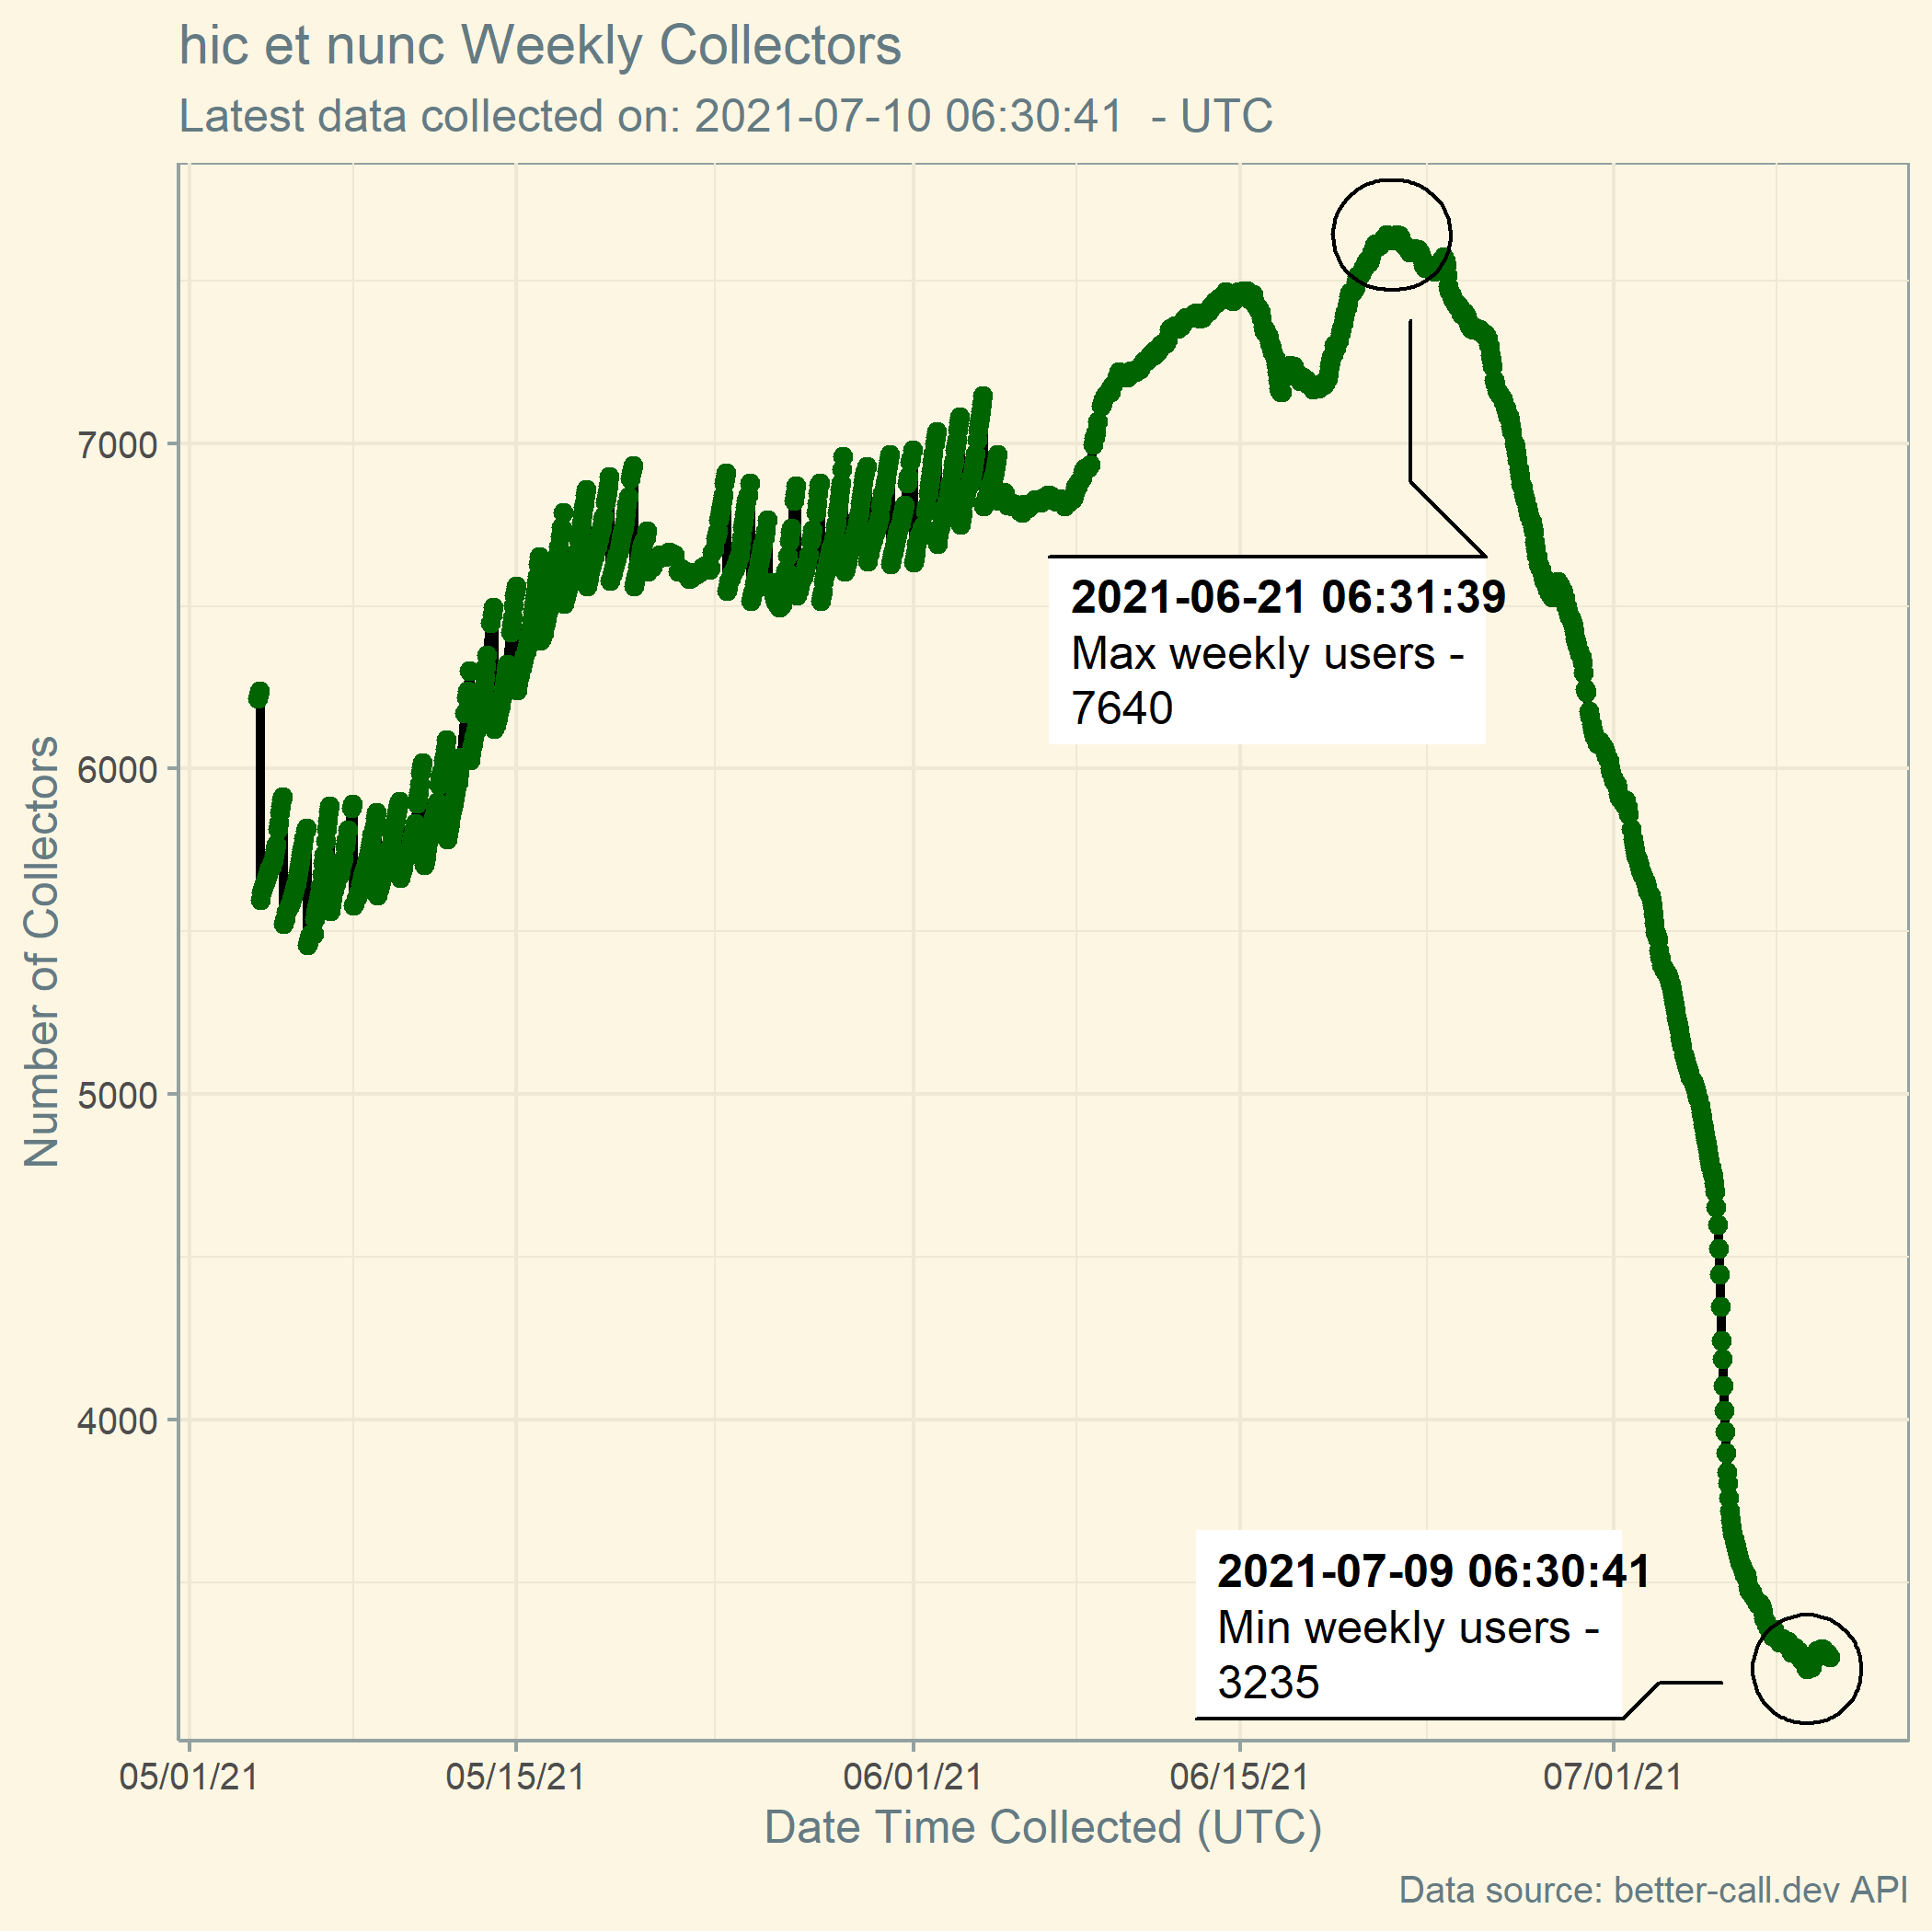 hic et nunc Weekly Collectors
Latest data collected on: 2021-07-10 06:30:41  - UTC
Number of Collectors
7000
6000
5000
4000
2021-06-21 06:31:39
Max weekly users -
7640
2021-07-09 06:30:41
Min weekly users -
3235
05/01/21
05/15/21
06/01/21
06/15/21
07/01/21
Date Time Collected (UTC)
Data source: better-call.dev API